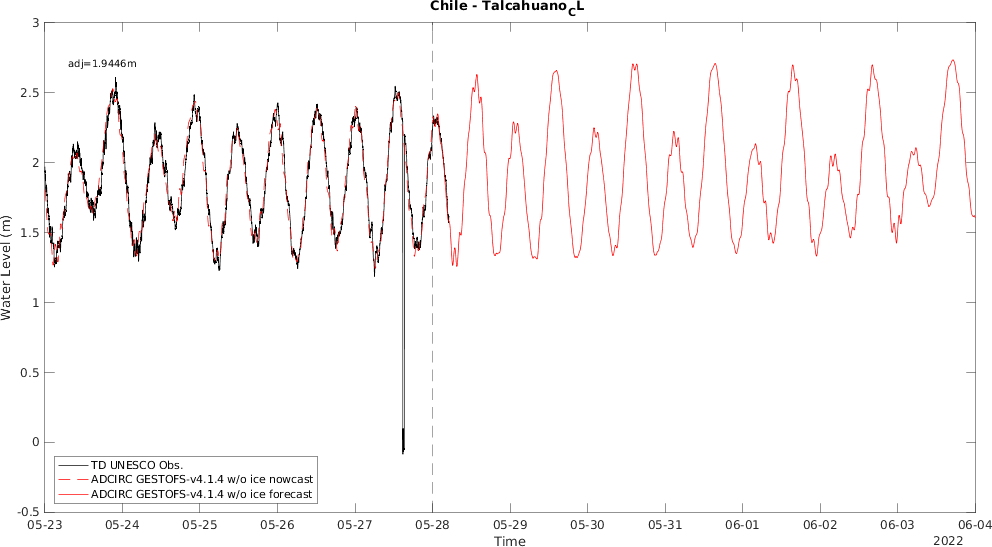 Chile - Talcahuano_CL
adj=1.9446m
3
2.5
2
1.5
1
0.5
0
-0.5
Water Level (m)
TD UNESCO Obs.
ADCIRC GESTOFS-v4.1.4 w/o ice nowcast
ADCIRC GESTOFS-v4.1.4 w/o ice forecast
05-23 05-24 05-25 05-26 05-27 05-28 05-29 05-30 05-31 06-01 06-02 06-03 06-04
Time
2022